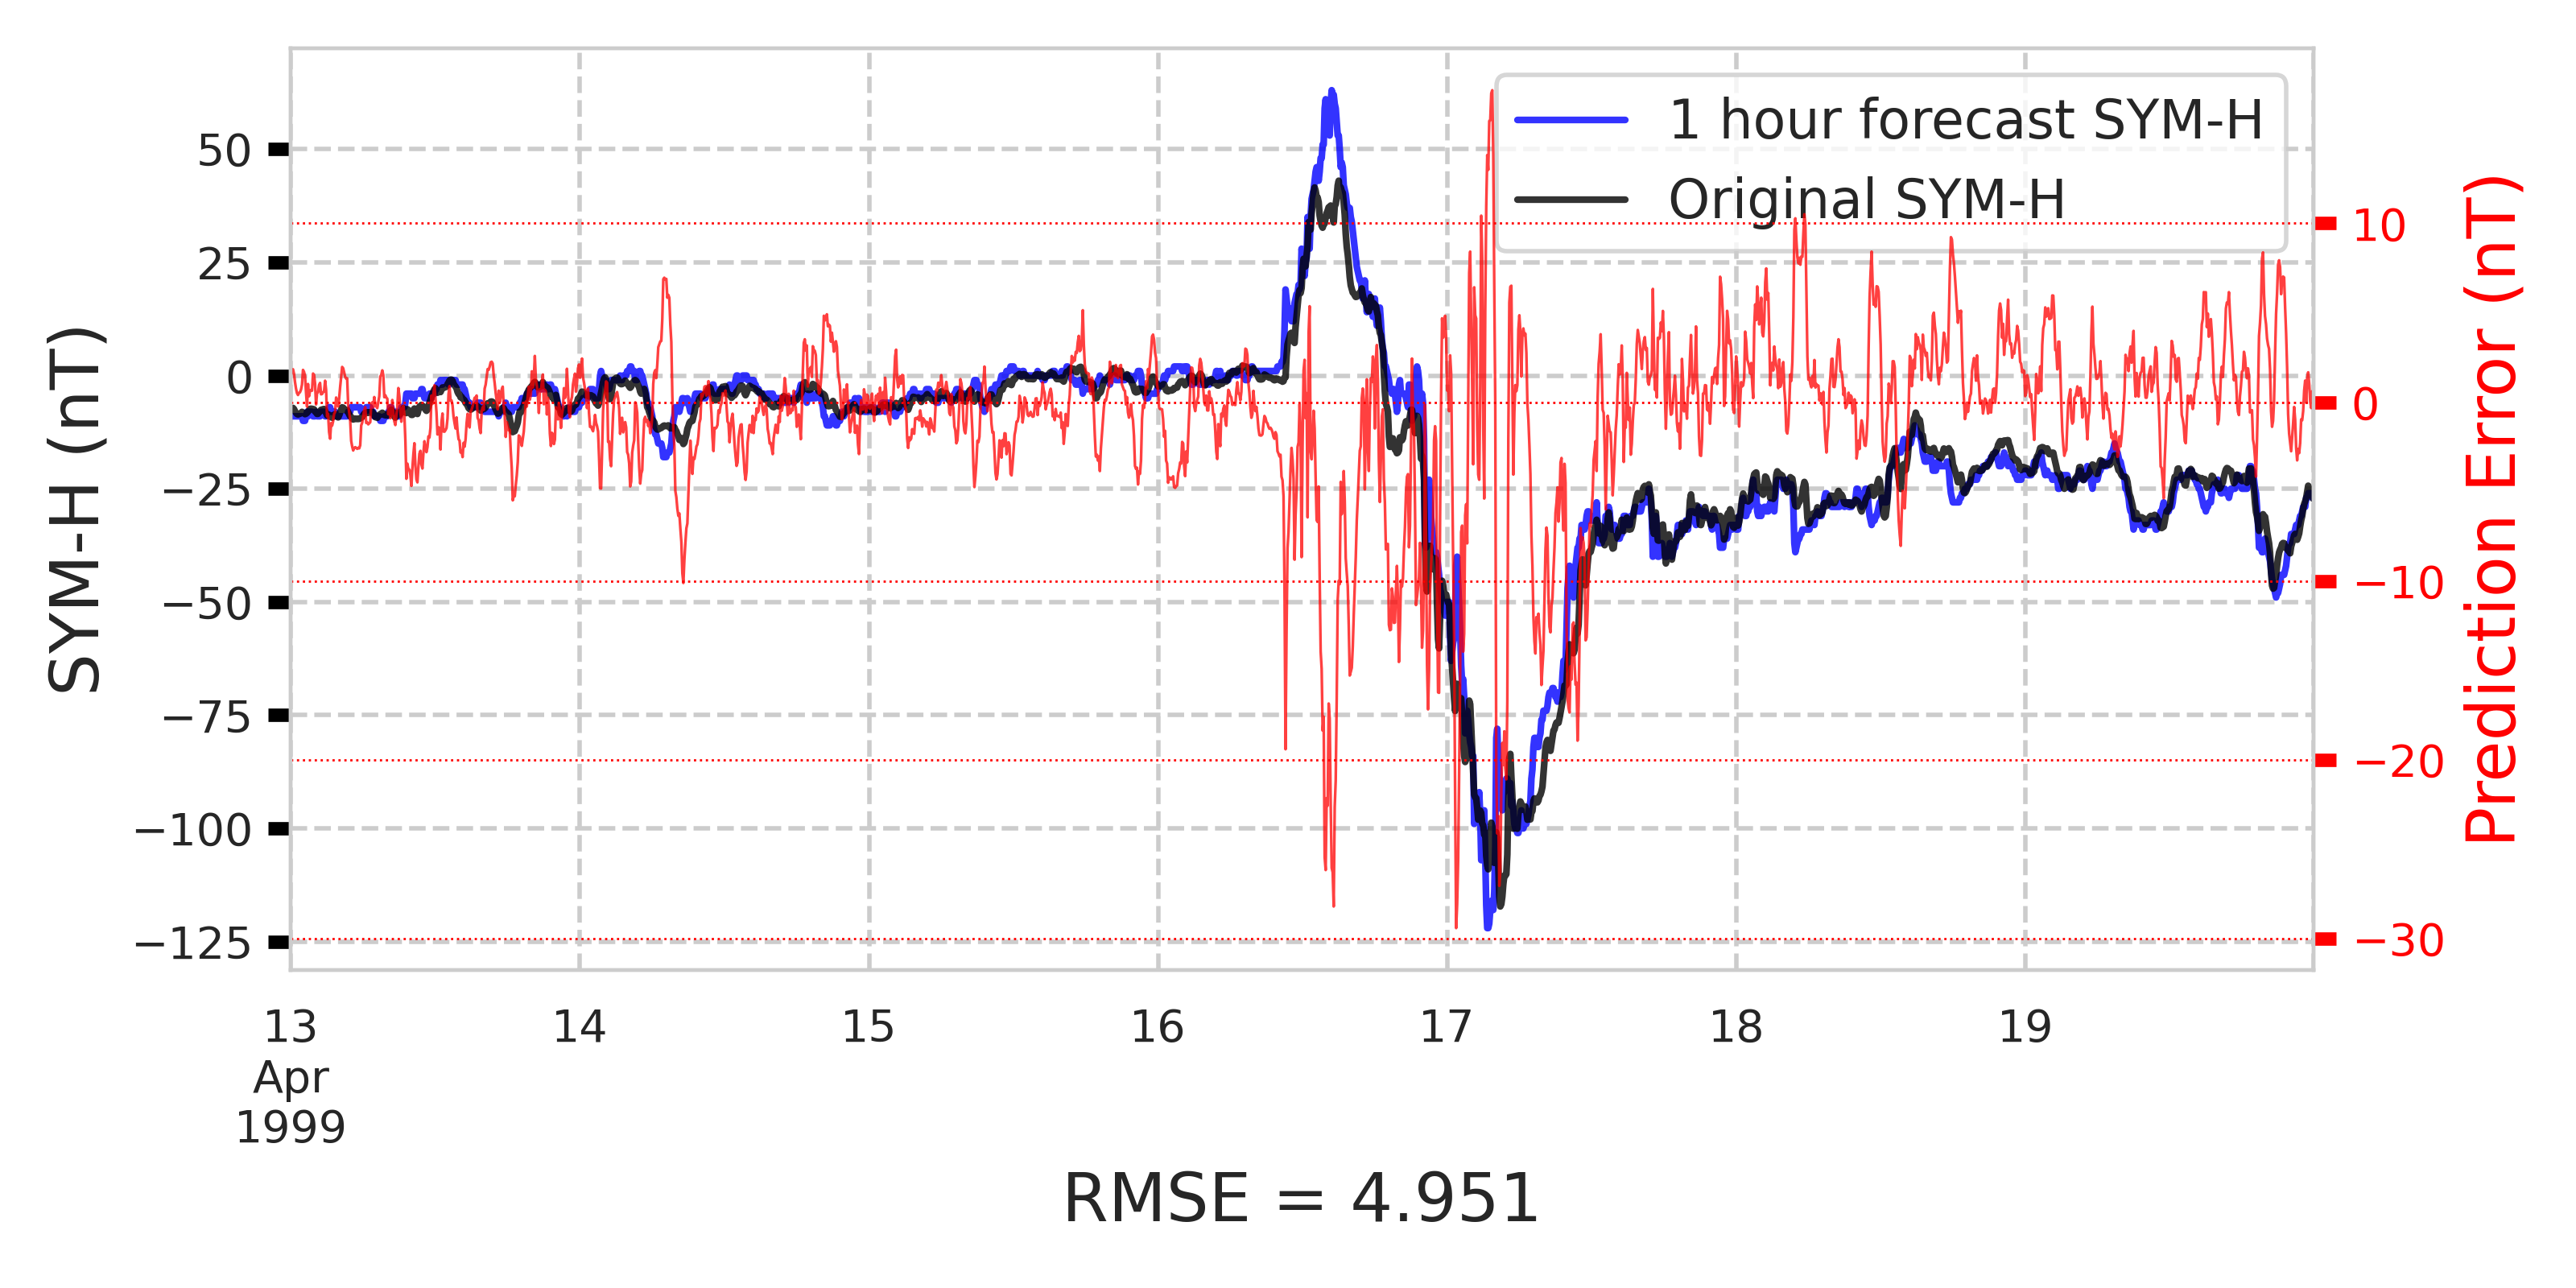 1 hour forecast SYM-H
Original SYM-H
SYM-H (nT)
50
25
0
−25
−50
−75
−100
−125
10
0
−10
−20
−30
Prediction Error (nT)
13 14 15 16 17 18 19
Apr
1999
RMSE = 4.951